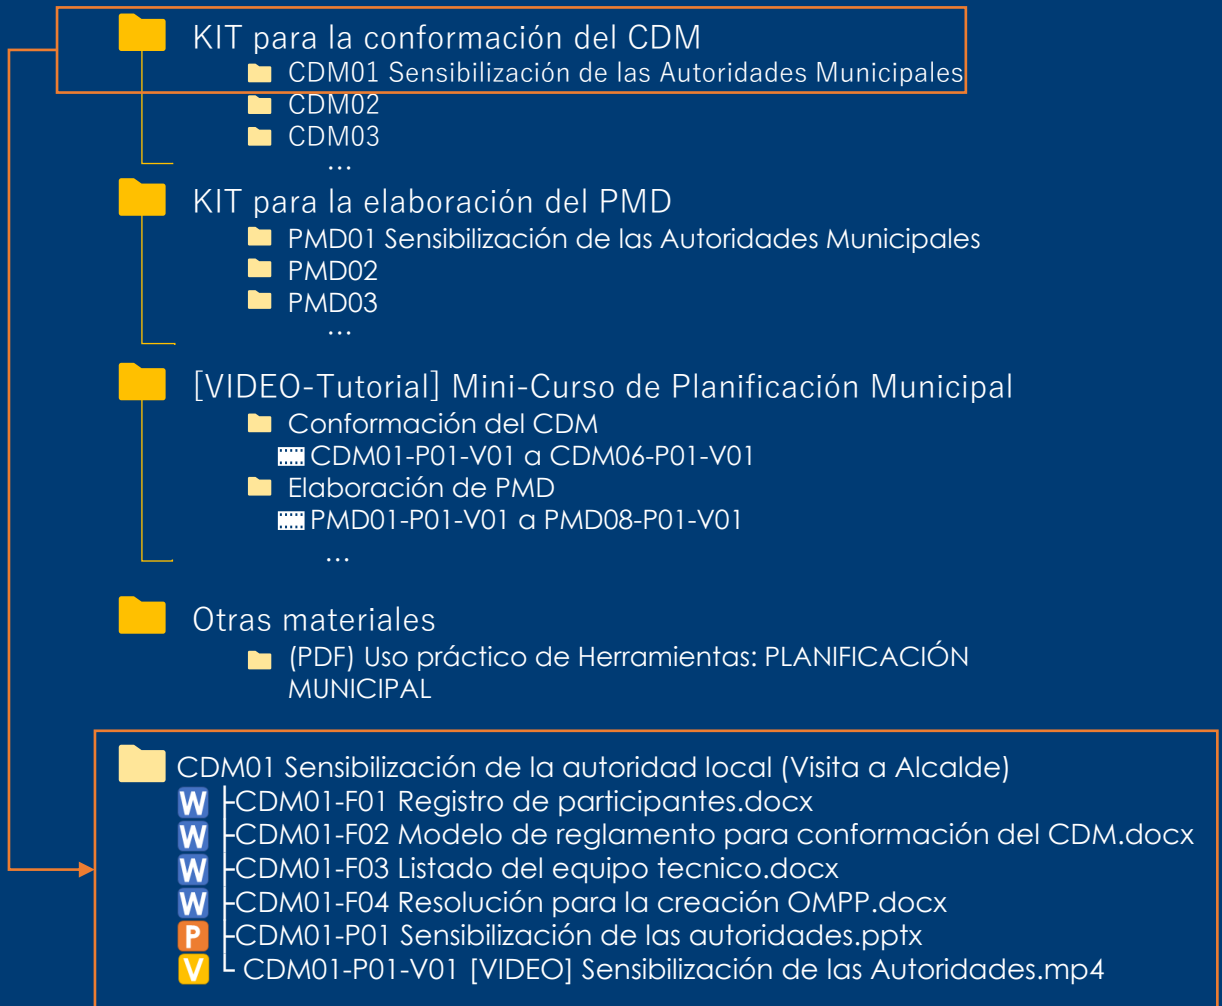 KIT para la conformación del CDM
CDM01 Sensibilización de las Autoridades Municipales
CDM02
CDM03
...
KIT para la elaboración del PMD
PMD01 Sensibilización de las Autoridades Municipales
PMD02
PMD03
...
[VIDEO-Tutorial] Mini-Curso de Planificación Municipal
Conformación del CDM
CDM01-P01-V01 a CDM06-P01-V01
Elaboración de PMD
PMD01-P01-V01 a PMD08-P01-V01
...
Otras materiales
(PDF) Uso práctico de Herramientas: PLANIFICACIÓN
MUNICIPAL
CDM01 Sensibilización de la autoridad local (Visita a Alcalde)
W CDM01-F01 Registro de participantes.docx
W CDM01-F02 Modelo de reglamento para conformación del CDM.docx
W CDM01-F03 Listado del equipo tecnico.docx
W CDM01-F04 Resolución para la creación OMPP.docx
P CDM01-P01 Sensibilización de las autoridades.pptx
V CDM01-P01-V01 [VIDEO] Sensibilización de las Autoridades.mp4